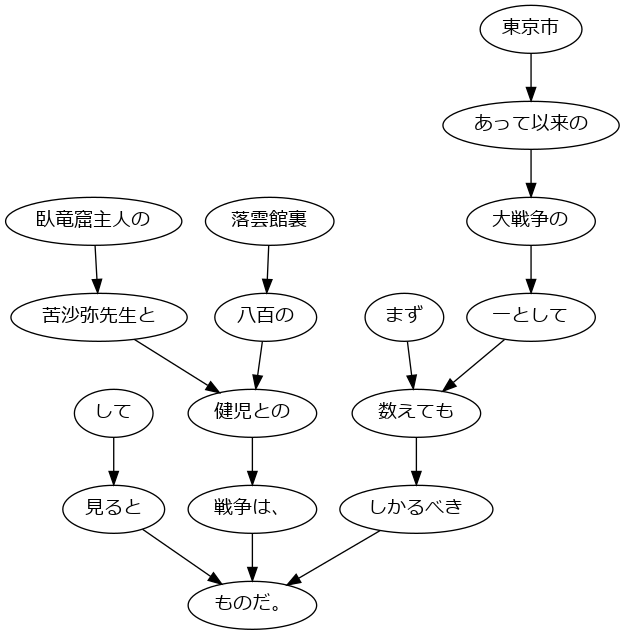 東京市
あって以来の
臥竜窟主人の
落雲館裏
大戦争の
苦沙弥先生と
八百の
まず
一として
して
健児との
数えても
見ると
戦争は、
しかるべき
ものだ。